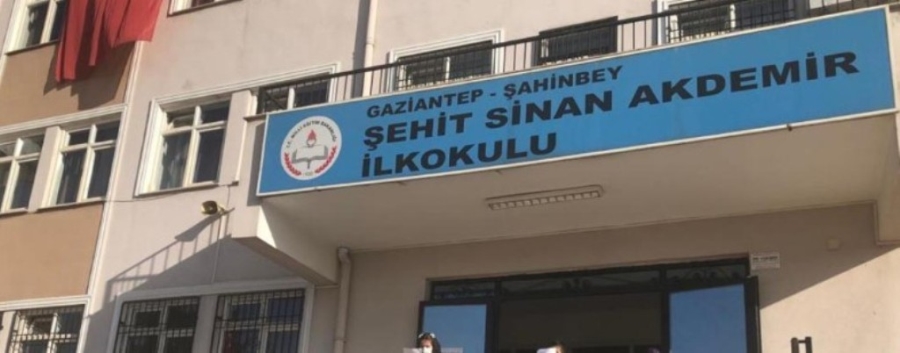 GAZİANTEP - ŞAHİNBEY
ŞEHİT SİNAN AKDEMİR
İLKOKULU